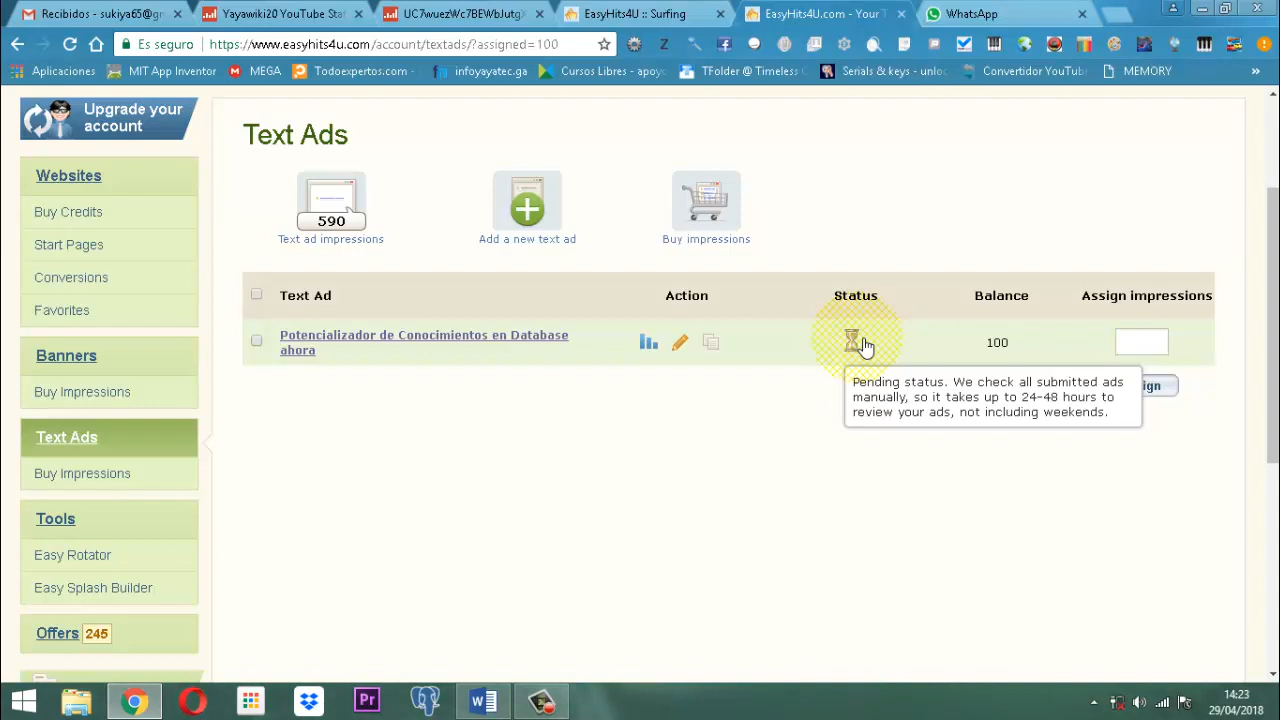 Recibidos - sukiya65@gr
Yayawiki20 YouTube Stat
UC7wuezWc7BEWbJutgX
EasyHits4U :: Surfing
EasyHits4U.com - Your T
WhatsApp
Es seguro
https://www.easyhits4u.com/account/textads/?assigned=100
Aplicaciones
MIT App Inventor
MEGA
Todoexpertos.com -
infoyayatec.ga
Cursos Libres - apoyo
TFolder @ Timeless
Serials & keys - unlo
Convertidor YouTub
MEMORY
»
Upgrade your
account
Websites
Buy Credits
Start Pages
Conversions
Favorites
Banners
Buy Impressions
Text Ads
Buy Impressions
Tools
Easy Rotator
Easy Splash Builder
Offers 245
Text Ads
590
Text ad impressions
Add a new text ad
Buy impressions
Text Ad
Action
Status
Balance
Assign impressions
Potencializador de Conocimientos en Database
ahora
100
Pending status. We check all submitted ads
manually, so it takes up to 24-48 hours to
review your ads, not including weekends.
ign
Pr
14:23
29/04/2018